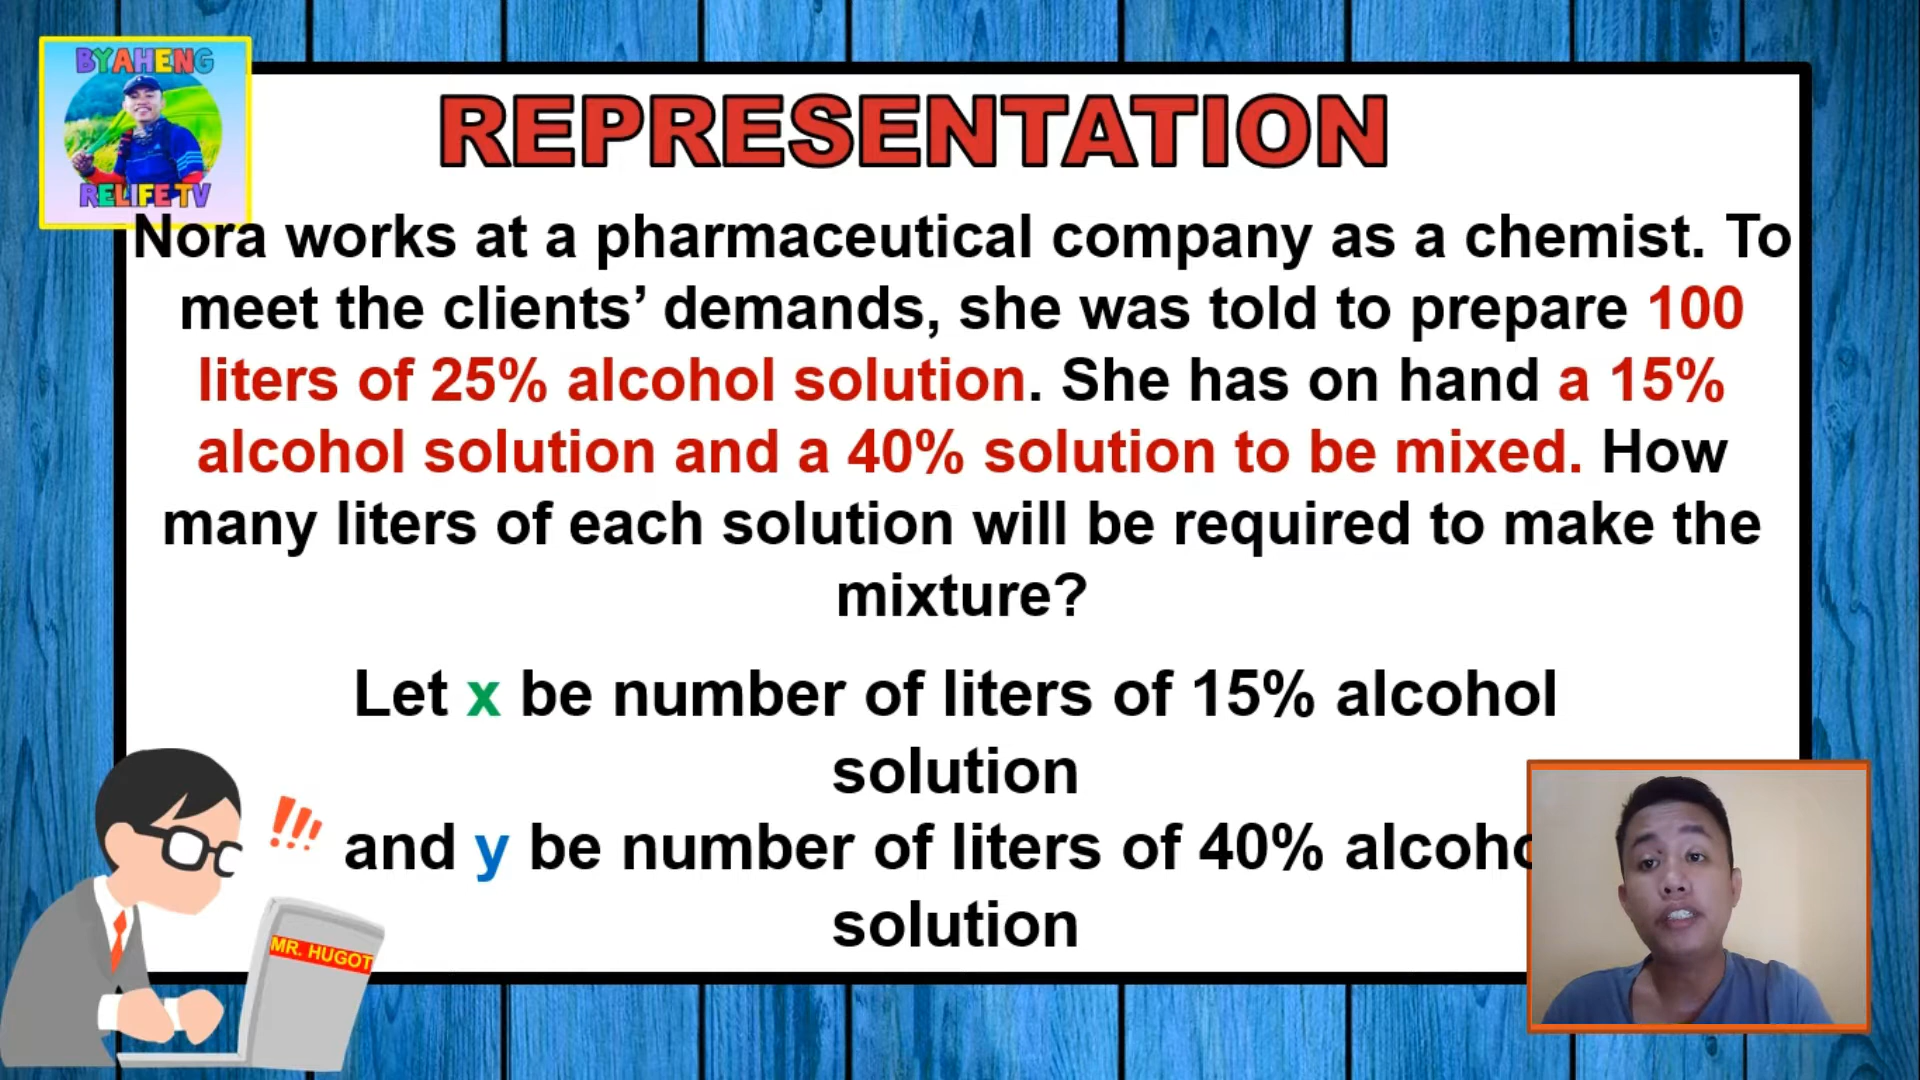 BYAHENG
RELIFE TV
REPRESENTATION
Nora works at a pharmaceutical company as a chemist. To
meet the clients’ demands, she was told to prepare 100
liters of 25% alcohol solution. She has on hand a 15%
alcohol solution and a 40% solution to be mixed. How
many liters of each solution will be required to make the
mixture?
Let x be number of liters of 15% alcohol
solution
and y be number of liters of 40% alcoho
solution
!!!
MR. HUGOT